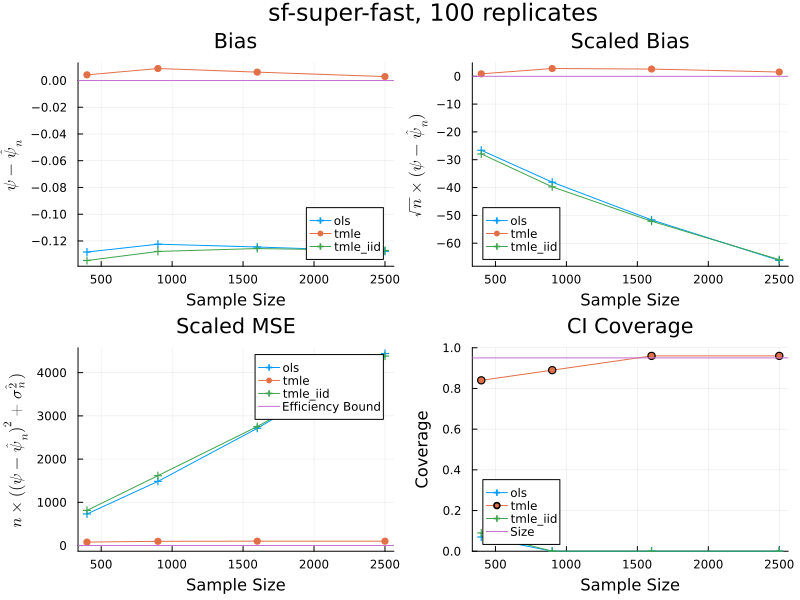 sf-super-fast, 100 replicates
Bias
0.00
−0.02
−0.04
−0.06
−0.08
−0.10
−0.12
ψ − ψ̂ₙ
500
1000
1500
2000
2500
Sample Size
ols
tmle
tmle_iid
Scaled Bias
0
−10
−20
−30
−40
−50
−60
√n × (ψ − ψ̂ₙ)
500
1000
1500
2000
2500
Sample Size
ols
tmle
tmle_iid
Scaled MSE
4000
3000
2000
1000
0
n × ((ψ − ψ̂ₙ)² + σₙ²)
500
1000
1500
2000
2500
Sample Size
ols
tmle
tmle_iid
Efficiency Bound
CI Coverage
1.0
0.8
0.6
0.4
0.2
0.0
Coverage
500
1000
1500
2000
2500
Sample Size
ols
tmle
tmle_iid
Size